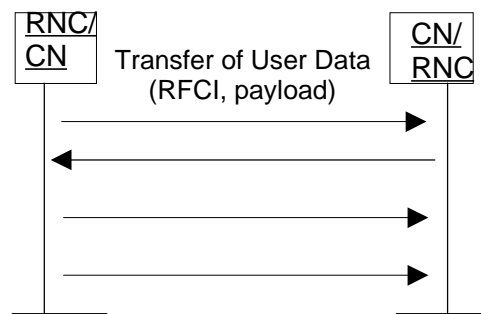 RNC/
CN
Transfer of User Data
(RFCI, payload)
CN/
RNC